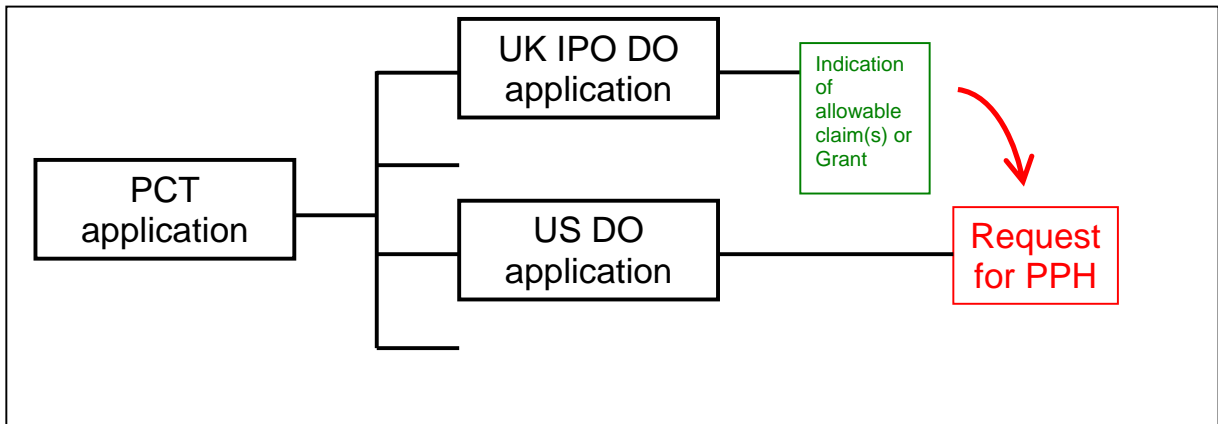 UK IPO DO
application
Indication
of
allowable
claim(s) or
Grant
PCT
application
US DO
application
Request
for PPH